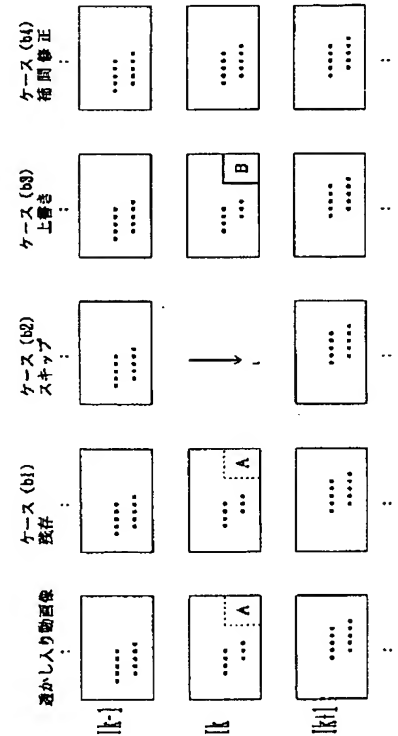 透かし入り動画像
ケース (b1)
残存
ケース (b2)
スキップ
ケース (b3)
上書き
ケース (b4)
補間修正
Ik-1
Ik
A
A
B
Ik+1